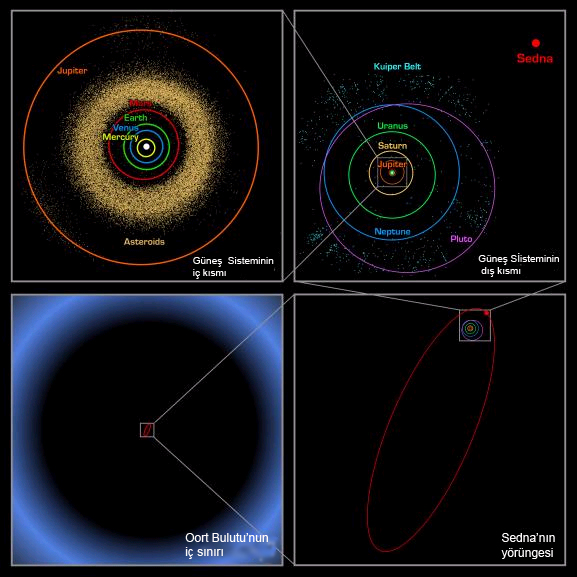 Jupiter
Mars
Earth
Venus
Mercury
Asteroids
Güneş Sisteminin
iç kısmı
Sedna
Kuiper Belt
Uranus
Saturn
Jupiter
Neptune
Pluto
Güneş Slisteminin
dış kısmı
Oort Bulutu'nun
iç sınırı
Sedna'nın
yörüngesi